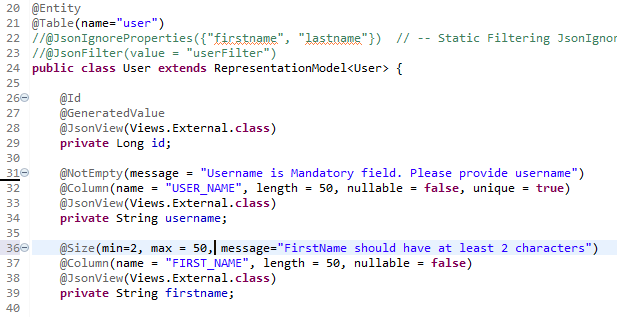 20 @Entity
21 @Table(name="user")
22 //@JsonIgnoreProperties({"firstname", "lastname"})  // -- Static Filtering JsonIgnor
23 //@JsonFilter(value = "userFilter")
24 public class User extends RepresentationModel<User> {
25
26     @Id
27     @GeneratedValue
28     @JsonView(Views.External.class)
29     private Long id;
30
31     @NotEmpty(message = "Username is Mandatory field. Please provide username")
32     @Column(name = "USER_NAME", length = 50, nullable = false, unique = true)
33     @JsonView(Views.External.class)
34     private String username;
35
36     @Size(min=2, max = 50, message="FirstName should have at least 2 characters")
37     @Column(name = "FIRST_NAME", length = 50, nullable = false)
38     @JsonView(Views.External.class)
39     private String firstname;
40